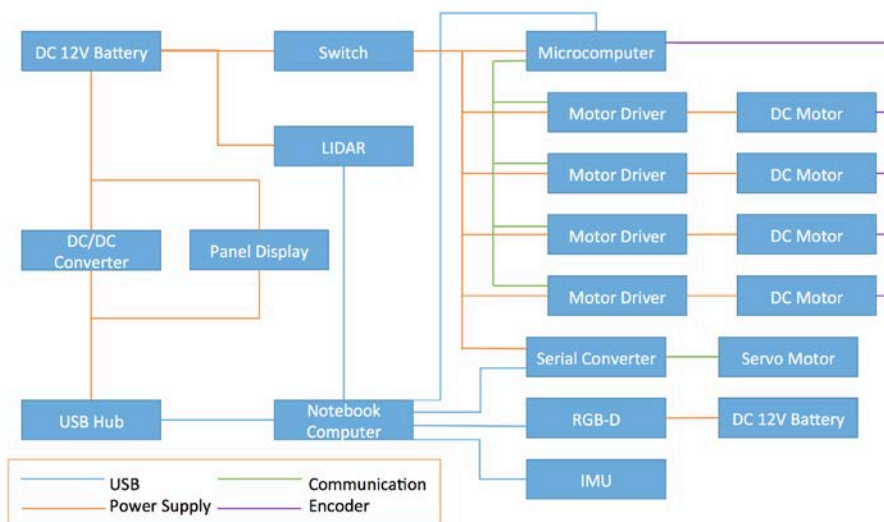 DC 12V Battery
Switch
Microcomputer
Motor Driver
DC Motor
LIDAR
Motor Driver
DC Motor
DC/DC
Converter
Panel Display
Motor Driver
DC Motor
Motor Driver
DC Motor
Serial Converter
Servo Motor
USB Hub
Notebook
Computer
RGB-D
DC 12V Battery
IMU
USB
Communication
Power Supply
Encoder